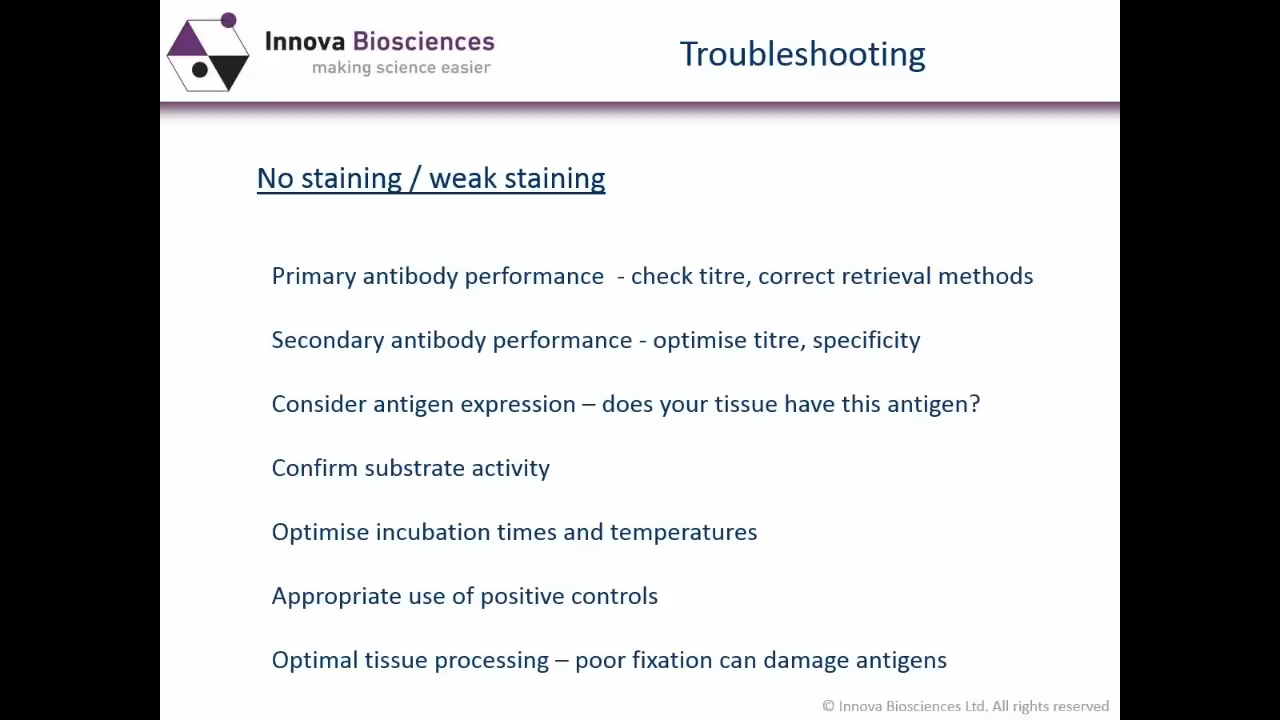 Innova Biosciences
making science easier
Troubleshooting
No staining / weak staining
Primary antibody performance - check titre, correct retrieval methods
Secondary antibody performance - optimise titre, specificity
Consider antigen expression – does your tissue have this antigen?
Confirm substrate activity
Optimise incubation times and temperatures
Appropriate use of positive controls
Optimal tissue processing – poor fixation can damage antigens
© Innova Biosciences Ltd. All rights reserved